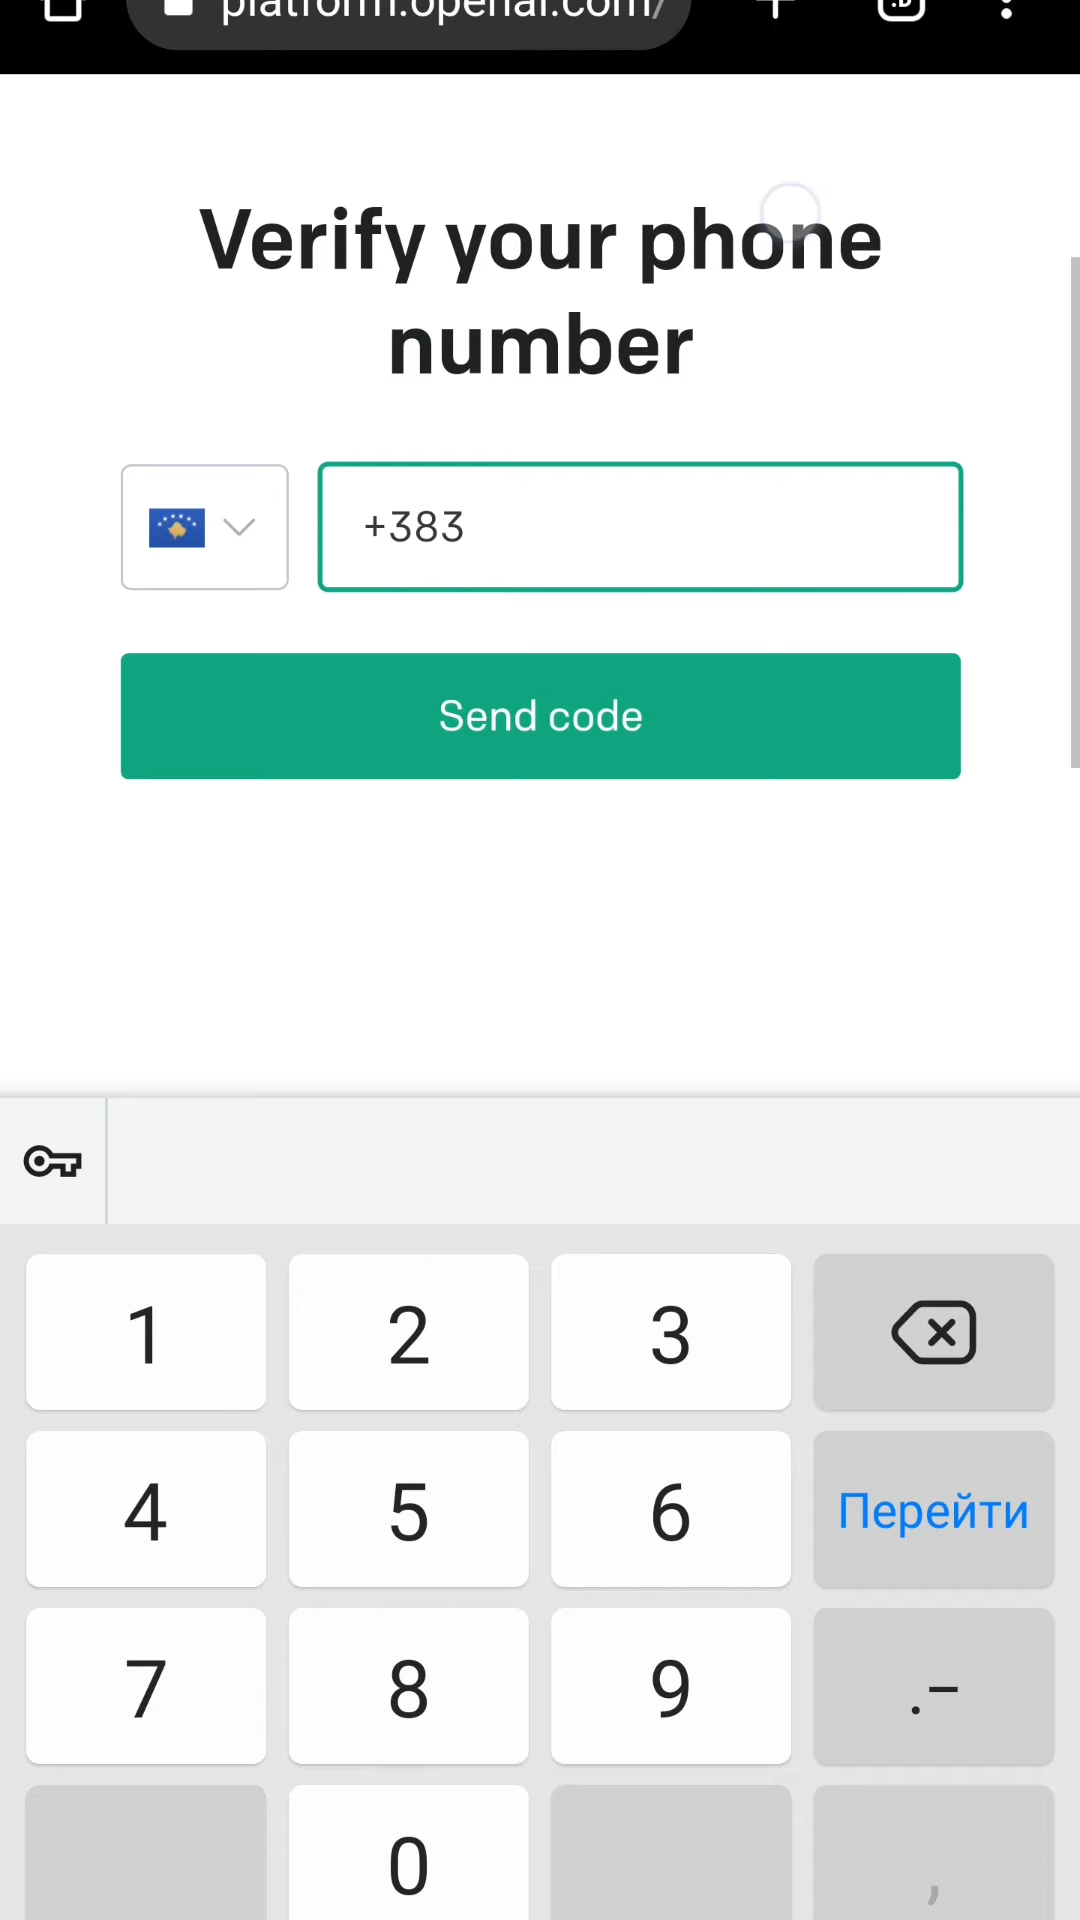 platform.openai.com/
:D
Verify your phone
number
+383
Send code
1 2 3
4 5 6 Перейти
7 8 9 .–
0 ,